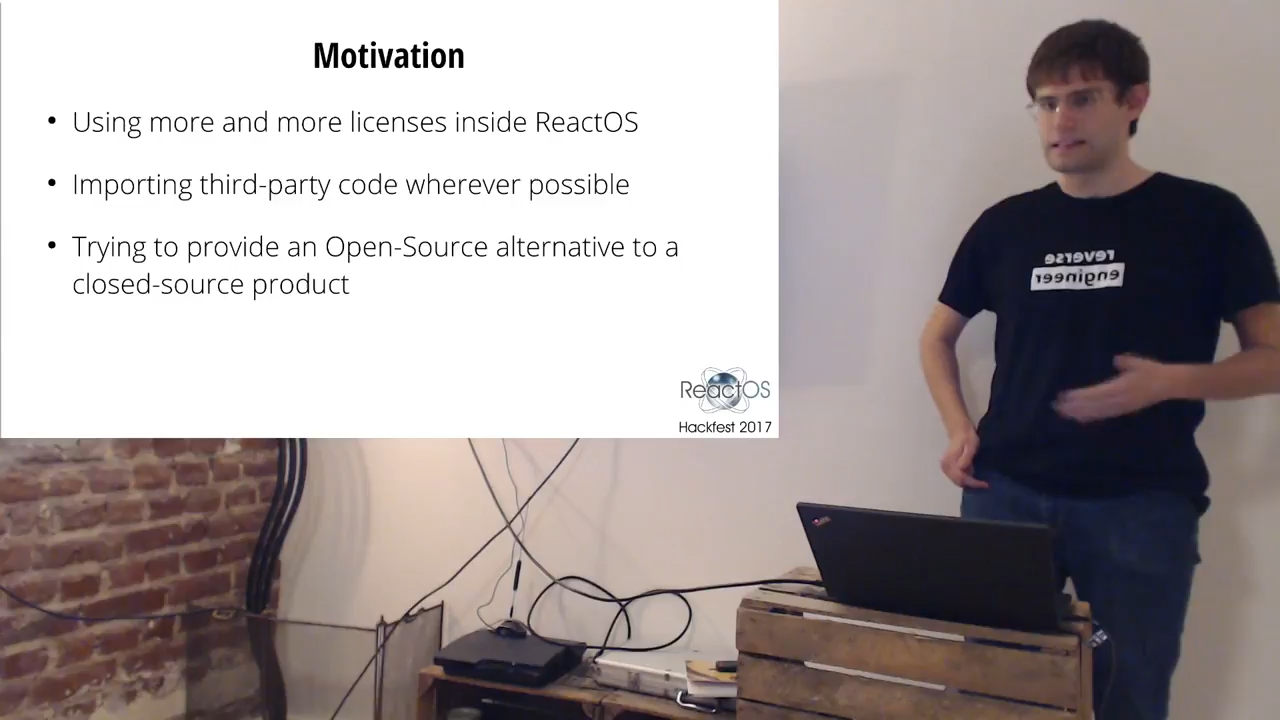 Motivation
• Using more and more licenses inside ReactOS
• Importing third-party code wherever possible
• Trying to provide an Open-Source alternative to a
closed-source product
ReactOS
Hackfest 2017
reverse
engineer